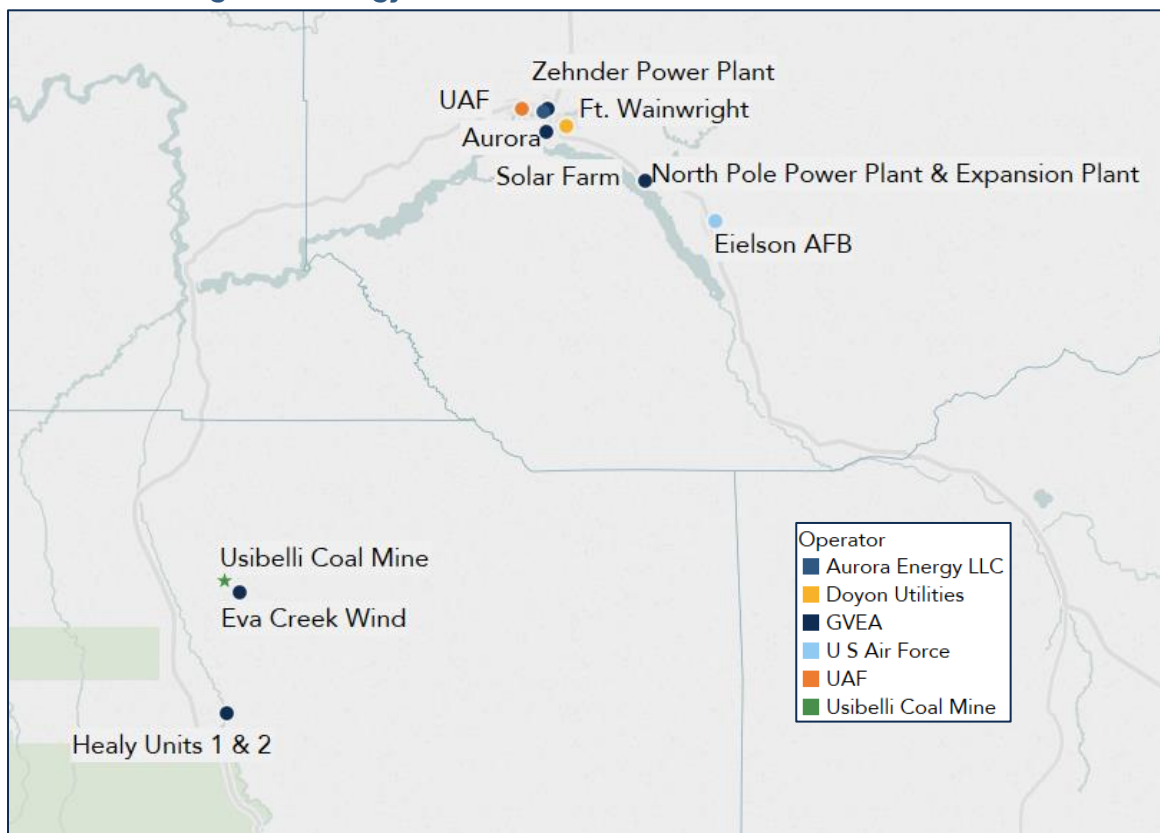 Zehnder Power Plant
UAF
Ft. Wainwright
Aurora
Solar Farm
North Pole Power Plant & Expansion Plant
Eielson AFB
Usibelli Coal Mine
Eva Creek Wind
Healy Units 1 & 2
Operator
Aurora Energy LLC
Doyon Utilities
GVEA
U S Air Force
UAF
Usibelli Coal Mine